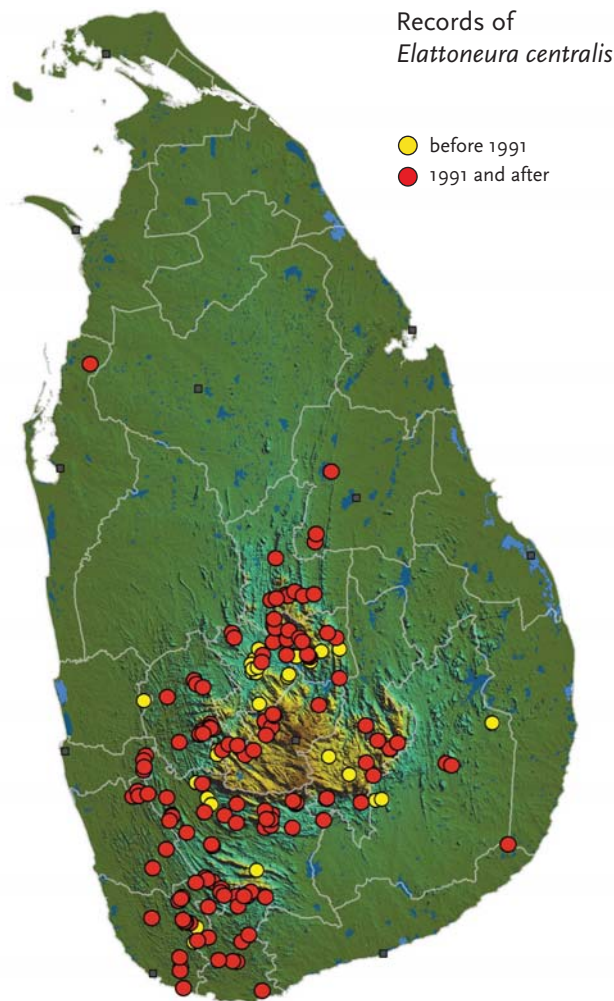 Records of
Elattoneura centralis
before 1991
1991 and after